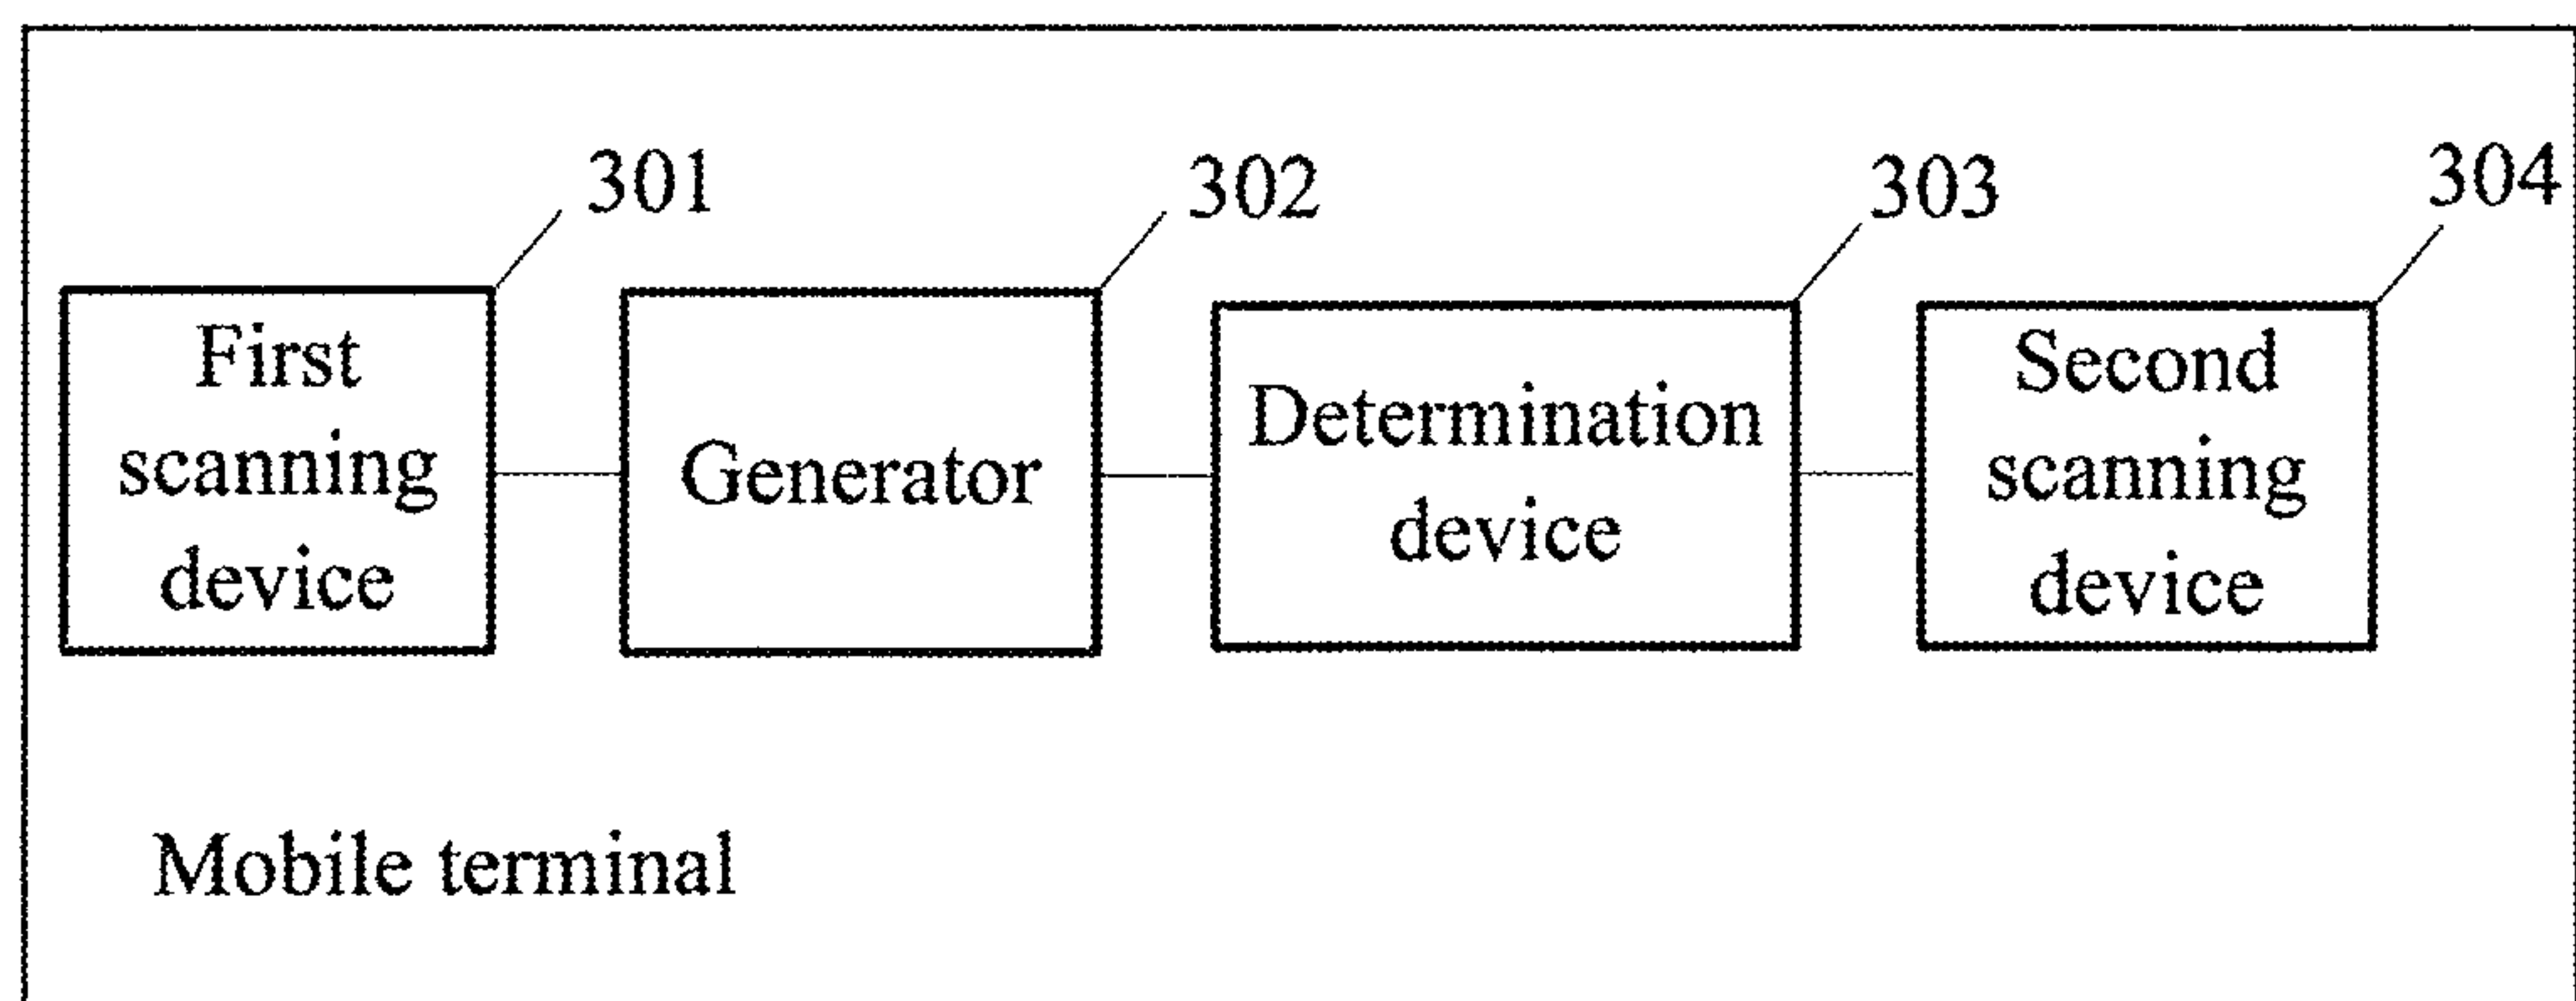 301
302
303
304
First
scanning
device
Generator
Determination
device
Second
scanning
device
Mobile terminal